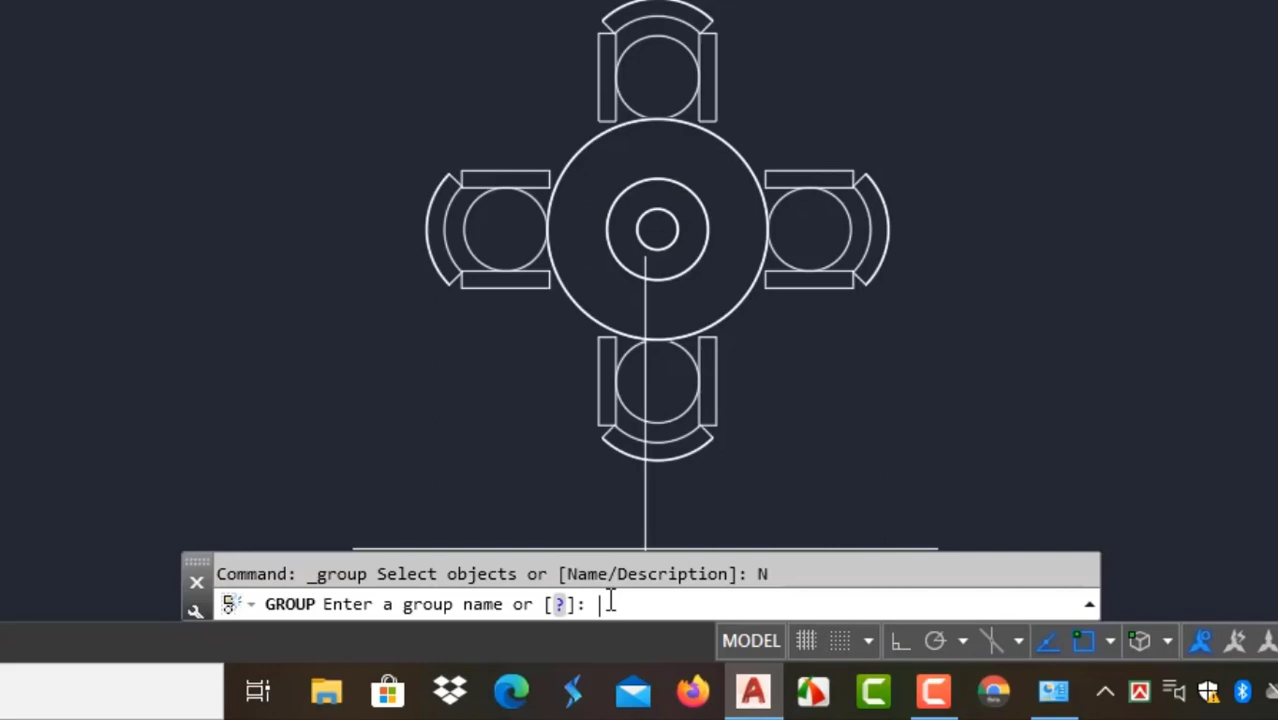 Command: _group Select objects or [Name/Description]: N
GROUP Enter a group name or [?]:
MODEL